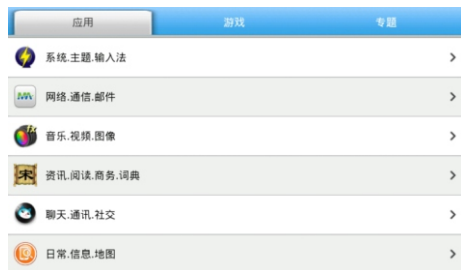 应用 游戏 专题
系统.主题.输入法
网络.通信.邮件
音乐.视频.图像
宋 资讯.阅读.商务.词典
聊天.通讯.社交
日常.信息.地图